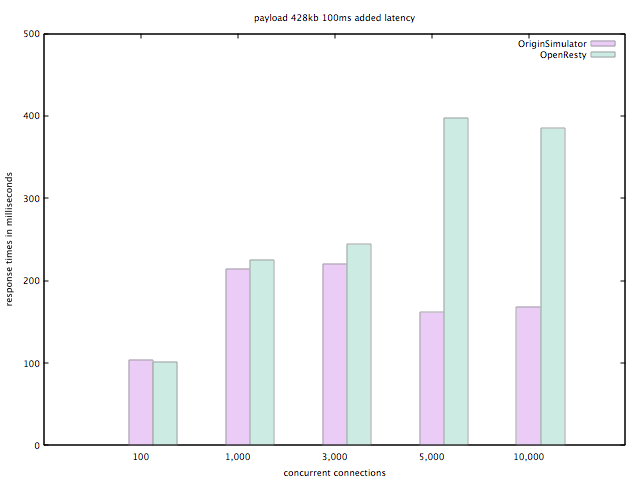 payload 428kb 100ms added latency
OriginSimulator
OpenResty
500
400
300
200
100
0
response times in milliseconds
100 1,000 3,000 5,000 10,000
concurrent connections